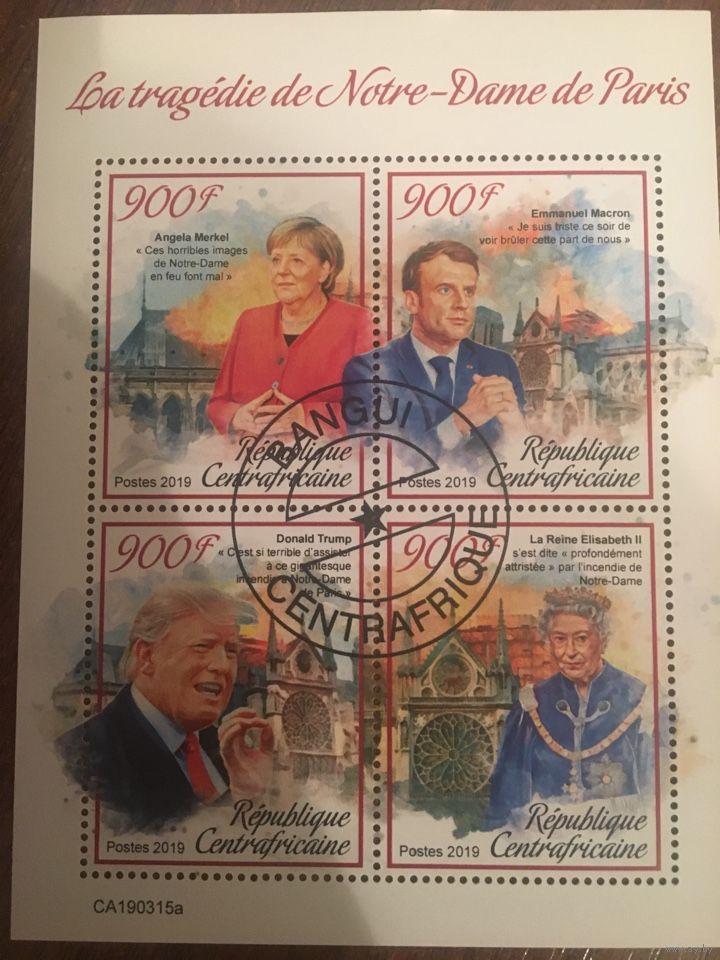 La tragédie de Notre-Dame de Paris
900F
Angela Merkel
« Ces horribles images
de Notre-Dame
en feu font mal »
Postes 2019
République
Centrafricaine
900F
Emmanuel Macron
« Je suis triste ce soir de
voir brûler cette part de nous »
Postes 2019
République
Centrafricaine
BANGUI
CENTRAFRIQUE
900F
Donald Trump
« C'est si terrible d'assister
à ce gigantesque
incendie à Notre-Dame
de Paris »
Postes 2019
République
Centrafricaine
900F
La Reine Elisabeth II
s'est dite « profondément
attristée » par l'incendie de
Notre-Dame
Postes 2019
République
Centrafricaine
CA190315a